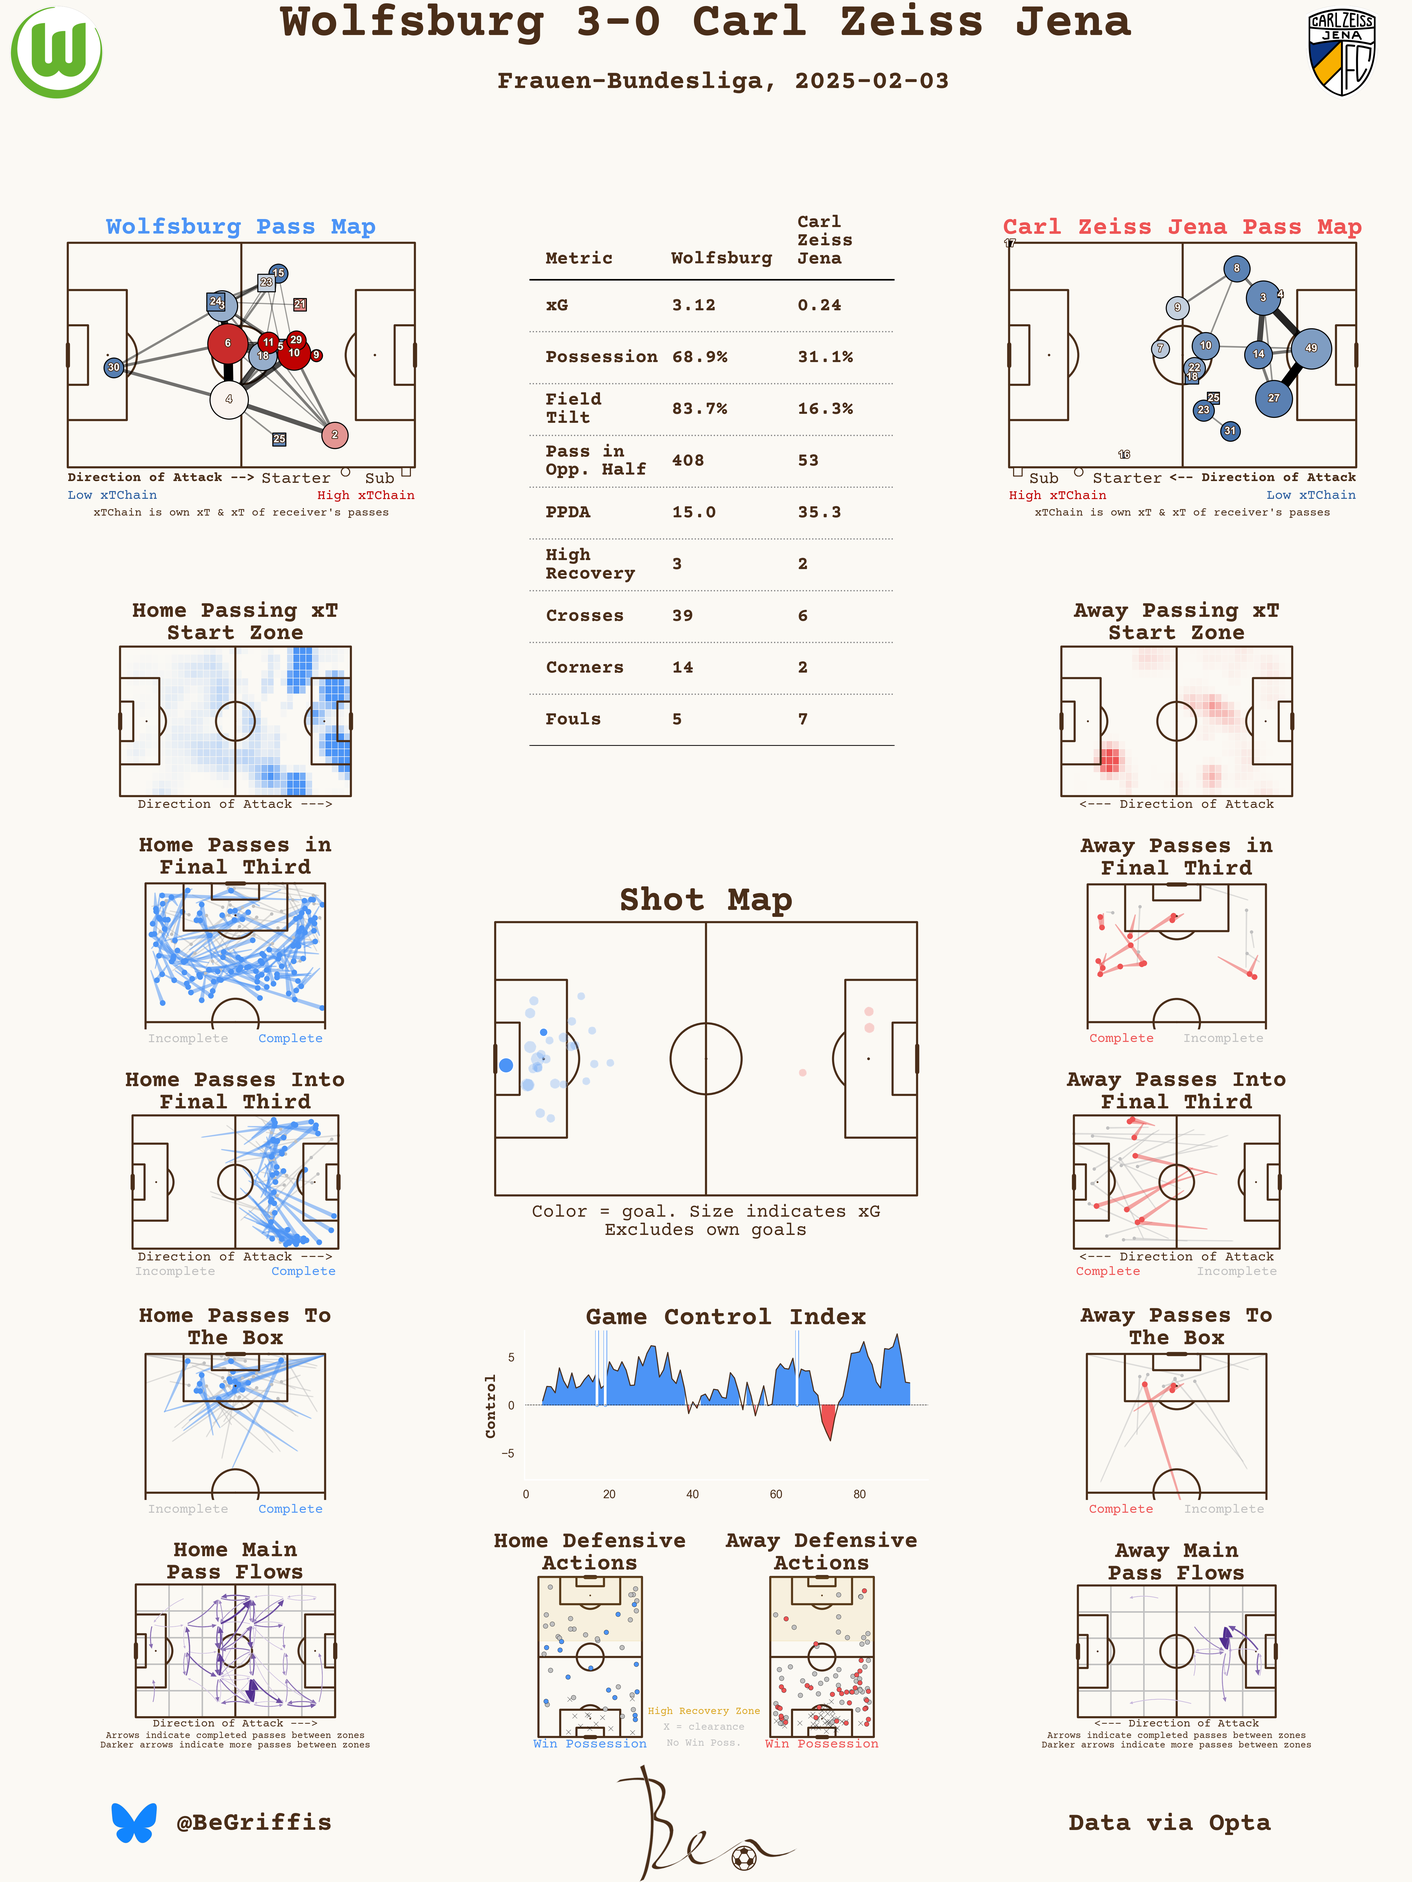 Wolfsburg 3-0 Carl Zeiss Jena
Frauen-Bundesliga, 2025-02-03
CARL ZEISS
JENA
FC
Wolfsburg Pass Map
15
23
24
21
6
11
29
5
18
10
9
30
4
2
25
Direction of Attack --> Starter Sub
Low xTChain High xTChain
xTChain is own xT & xT of receiver's passes
Metric Wolfsburg Carl Zeiss Jena
xG 3.12 0.24
Possession 68.9% 31.1%
Field Tilt 83.7% 16.3%
Pass in Opp. Half 408 53
PPDA 15.0 35.3
High Recovery 3 2
Crosses 39 6
Corners 14 2
Fouls 5 7
Carl Zeiss Jena Pass Map
17
8
3
4
9
7
10
14
49
22
18
25
23
27
31
16
Sub Starter <-- Direction of Attack
High xTChain Low xTChain
xTChain is own xT & xT of receiver's passes
Home Passing xT
Start Zone
Direction of Attack --->
Away Passing xT
Start Zone
<--- Direction of Attack
Home Passes in
Final Third
Incomplete Complete
Away Passes in
Final Third
Complete Incomplete
Shot Map
Color = goal. Size indicates xG
Excludes own goals
Home Passes Into
Final Third
Direction of Attack --->
Incomplete Complete
Away Passes Into
Final Third
<--- Direction of Attack
Complete Incomplete
Home Passes To
The Box
Incomplete Complete
Game Control Index
Control
5
0
−5
0 20 40 60 80
Away Passes To
The Box
Complete Incomplete
Home Main
Pass Flows
Direction of Attack --->
Arrows indicate completed passes between zones
Darker arrows indicate more passes between zones
Home Defensive
Actions
Win Possession
High Recovery Zone
X = clearance
No Win Poss.
Away Defensive
Actions
Win Possession
Away Main
Pass Flows
<--- Direction of Attack
Arrows indicate completed passes between zones
Darker arrows indicate more passes between zones
@BeGriffis
Ben
Data via Opta